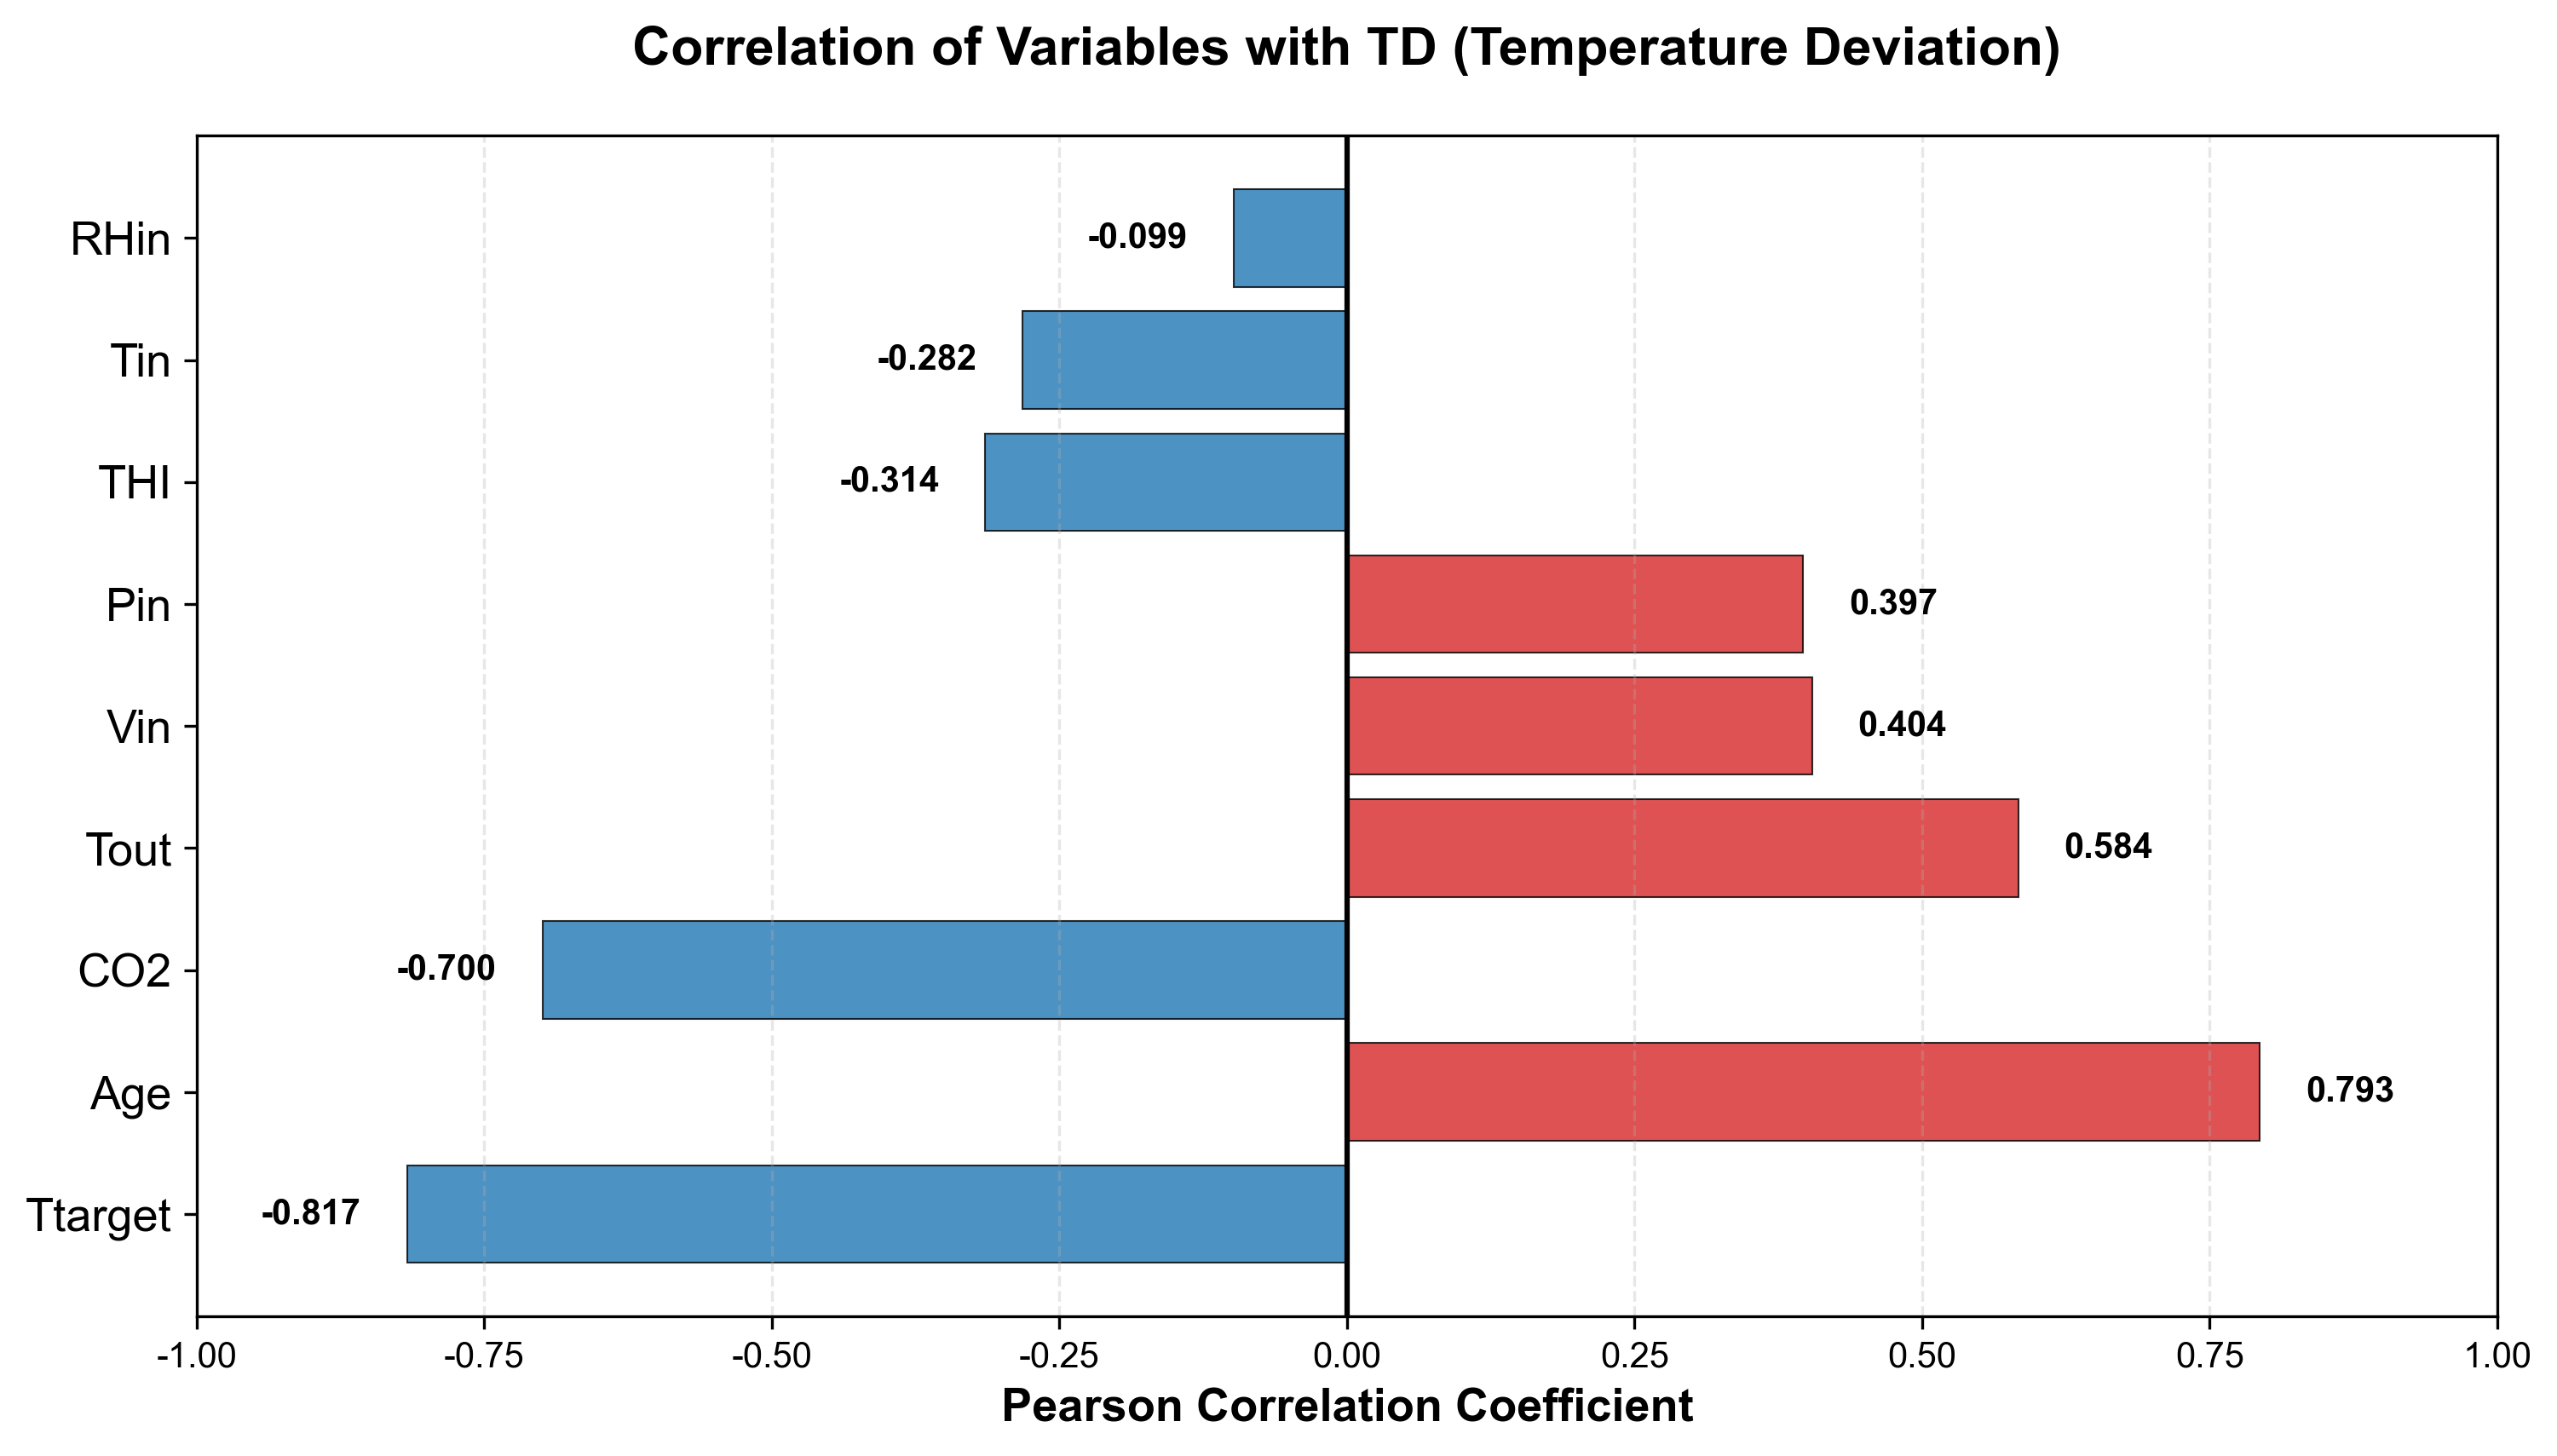 Correlation of Variables with TD (Temperature Deviation)
RHin -0.099
Tin -0.282
THI -0.314
Pin 0.397
Vin 0.404
Tout 0.584
CO2 -0.700
Age 0.793
Ttarget -0.817
-1.00 -0.75 -0.50 -0.25 0.00 0.25 0.50 0.75 1.00
Pearson Correlation Coefficient